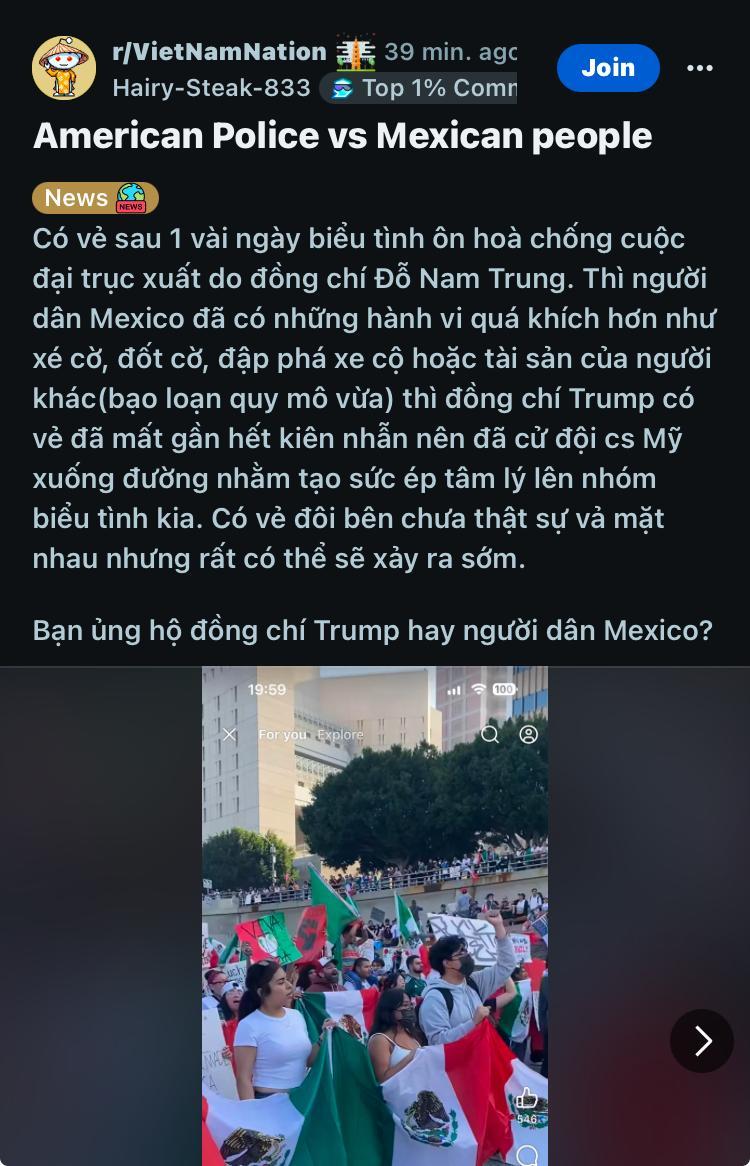 r/VietNamNation 39 min. ago
Hairy-Steak-833 Top 1% Comm
Join
American Police vs Mexican people
News
NEWS
Có vẻ sau 1 vài ngày biểu tình ôn hoà chống cuộc
đại trục xuất do đồng chí Đỗ Nam Trung. Thì người
dân Mexico đã có những hành vi quá khích hơn như
xé cờ, đốt cờ, đập phá xe cộ hoặc tài sản của người
khác(bạo loạn quy mô vừa) thì đồng chí Trump có
vẻ đã mất gần hết kiên nhẫn nên đã cử đội cs Mỹ
xuống đường nhằm tạo sức ép tâm lý lên nhóm
biểu tình kia. Có vẻ đôi bên chưa thật sự vả mặt
nhau nhưng rất có thể sẽ xảy ra sớm.
Bạn ủng hộ đồng chí Trump hay người dân Mexico?
19:59
100
For you Explore
546